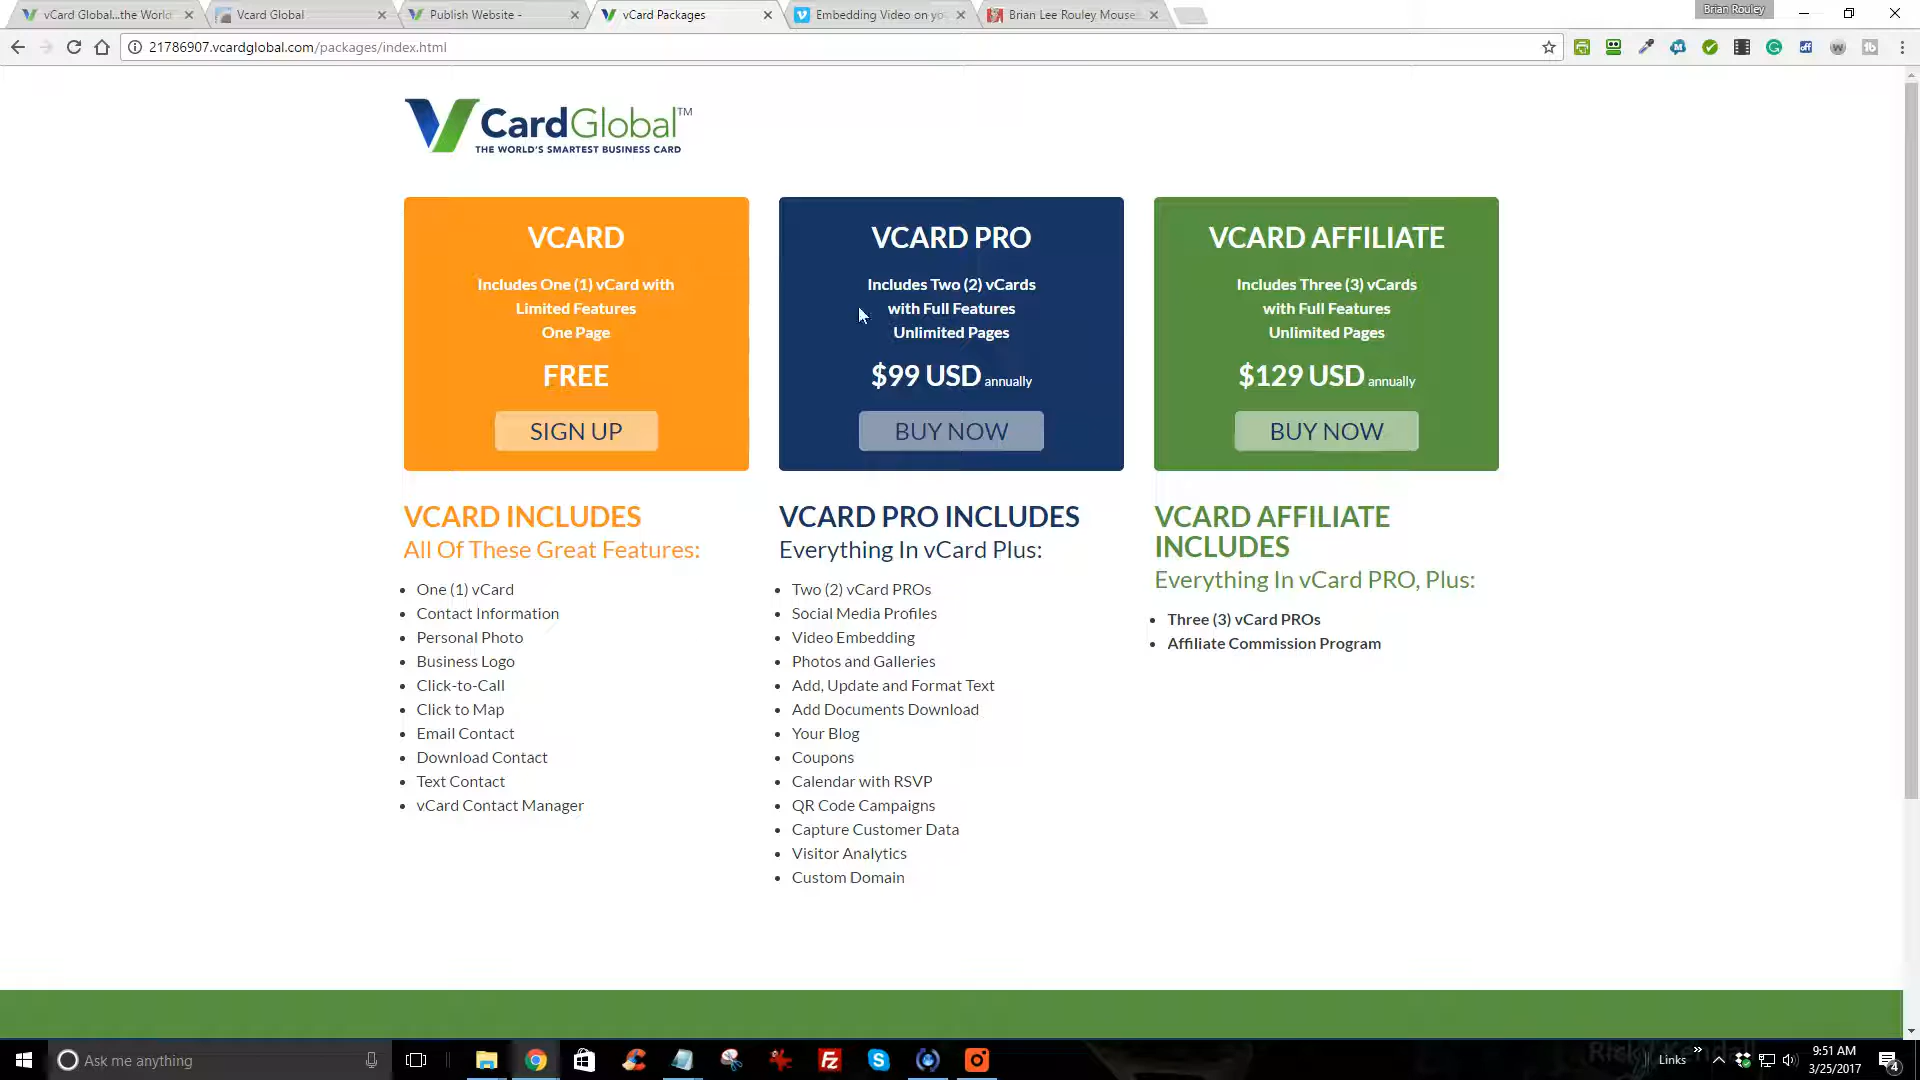 vCard Global...the World
Vcard Global
Publish Website -
vCard Packages
Embedding Video on yo
Brian Lee Rouley Mouse
Brian Rouley
21786907.vcardglobal.com/packages/index.html
CardGlobal™
THE WORLD'S SMARTEST BUSINESS CARD
VCARD
Includes One (1) vCard with
Limited Features
One Page
FREE
SIGN UP
VCARD PRO
Includes Two (2) vCards
with Full Features
Unlimited Pages
$99 USD annually
BUY NOW
VCARD AFFILIATE
Includes Three (3) vCards
with Full Features
Unlimited Pages
$129 USD annually
BUY NOW
VCARD INCLUDES
All Of These Great Features:
One (1) vCard
Contact Information
Personal Photo
Business Logo
Click-to-Call
Click to Map
Email Contact
Download Contact
Text Contact
vCard Contact Manager
VCARD PRO INCLUDES
Everything In vCard Plus:
Two (2) vCard PROs
Social Media Profiles
Video Embedding
Photos and Galleries
Add, Update and Format Text
Add Documents Download
Your Blog
Coupons
Calendar with RSVP
QR Code Campaigns
Capture Customer Data
Visitor Analytics
Custom Domain
VCARD AFFILIATE
INCLUDES
Everything In vCard PRO, Plus:
Three (3) vCard PROs
Affiliate Commission Program
Ask me anything
Links
9:51 AM
3/25/2017
4